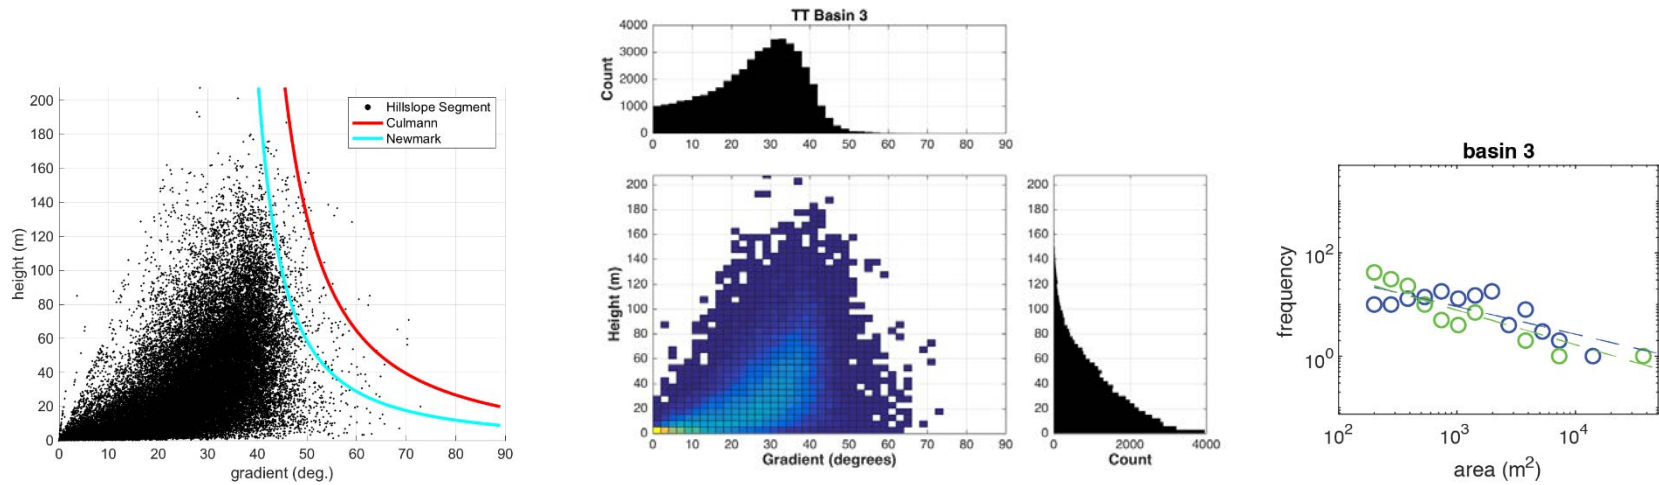 200
180
160
140
120
100
80
60
40
20
0
height (m)
0 10 20 30 40 50 60 70 80 90
gradient (deg.)
Hillslope Segment
Culmann
Newmark
TT Basin 3
4000
3000
2000
1000
0
Count
0 10 20 30 40 50 60 70 80 90
200
180
160
140
120
100
80
60
40
20
0
Height (m)
0 10 20 30 40 50 60 70 80 90
Gradient (degrees)
200
180
160
140
120
100
80
60
40
20
0
0 2000 4000
Count
basin 3
10²
10⁰
frequency
10² 10³ 10⁴
area (m²)